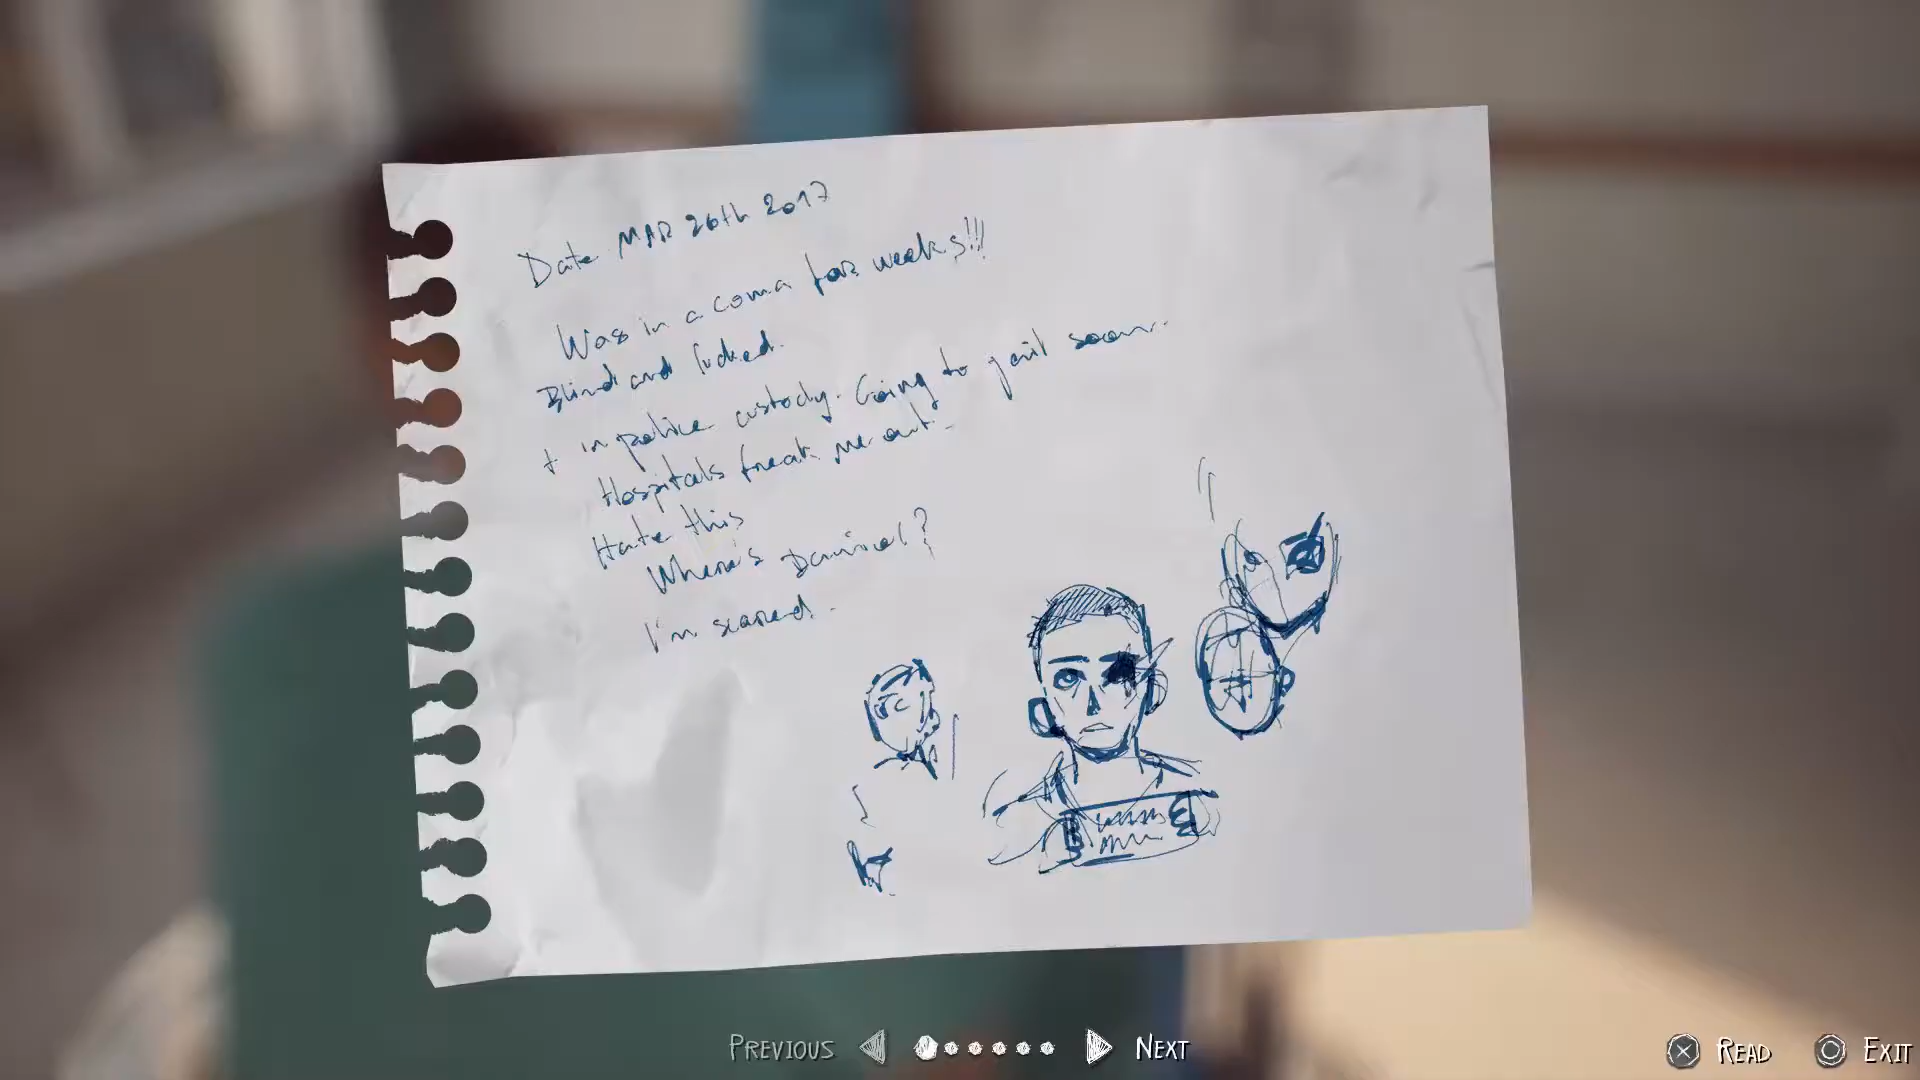 Date MAR 26th 2017
Was in a coma for weeks!!!
Blind and fucked.
+ in police custody. Going to jail soon.
Hospitals freak me out.
Hate this
Where's Daniel?
I'm scared.
PREVIOUS NEXT READ EXIT